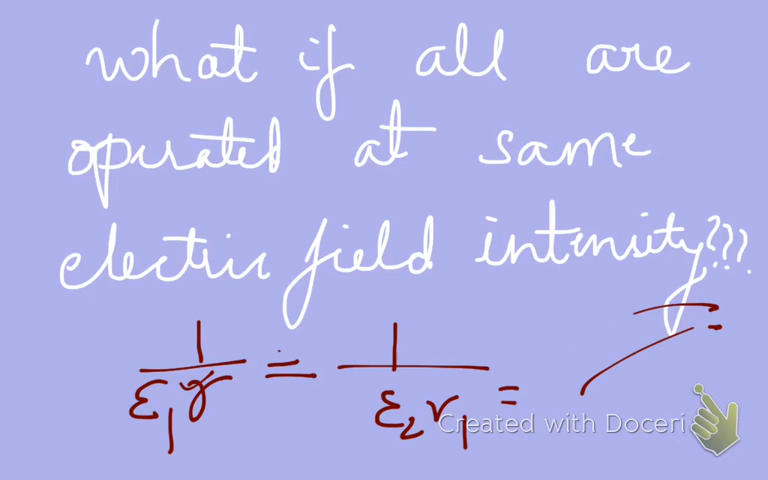 what if all are
operated at same
electric field intensity???
1/ε₁r = 1/ε₂r₁ =
=
Created with Doceri